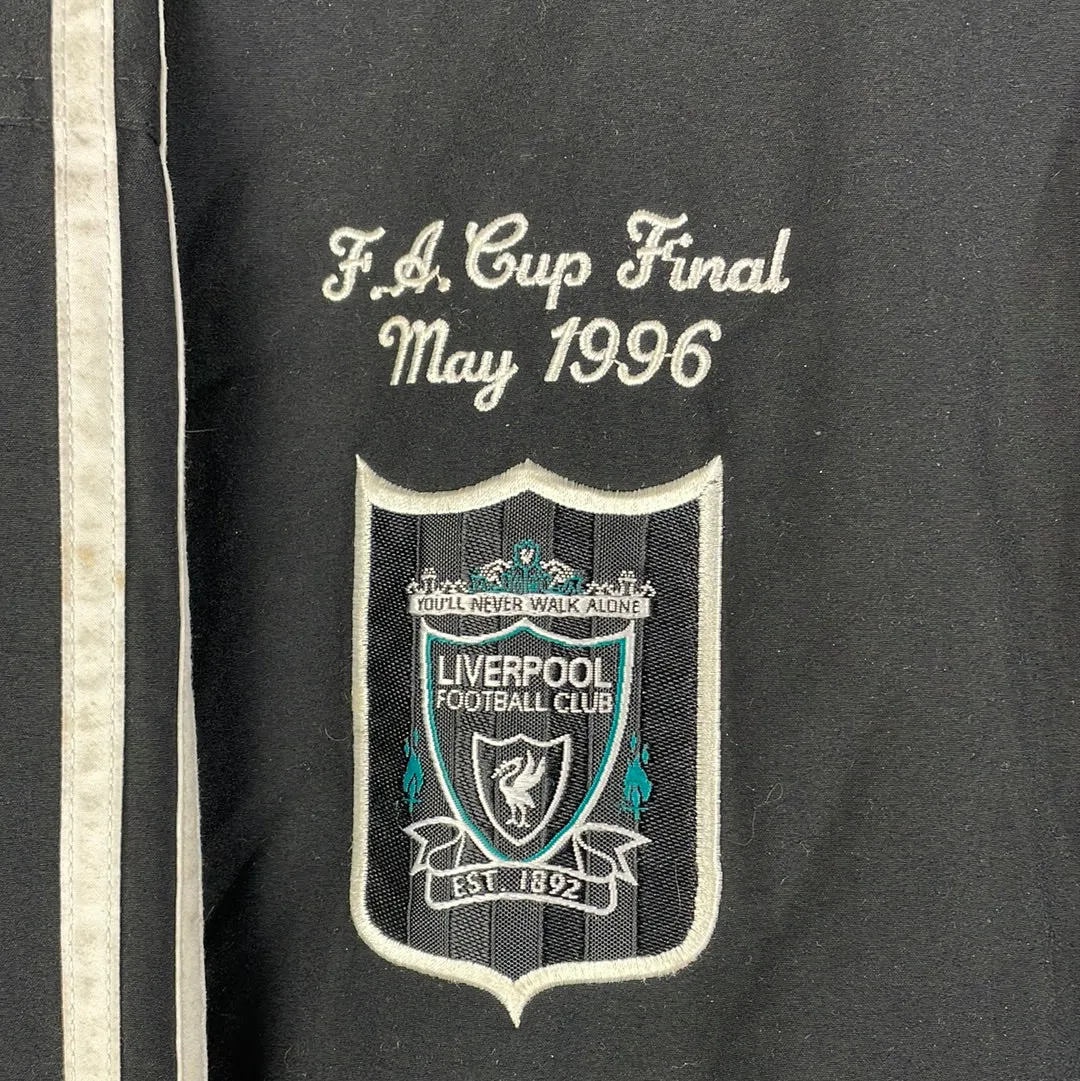 F.A. Cup Final
May 1996
YOU'LL NEVER WALK ALONE
LIVERPOOL
FOOTBALL CLUB
EST 1892